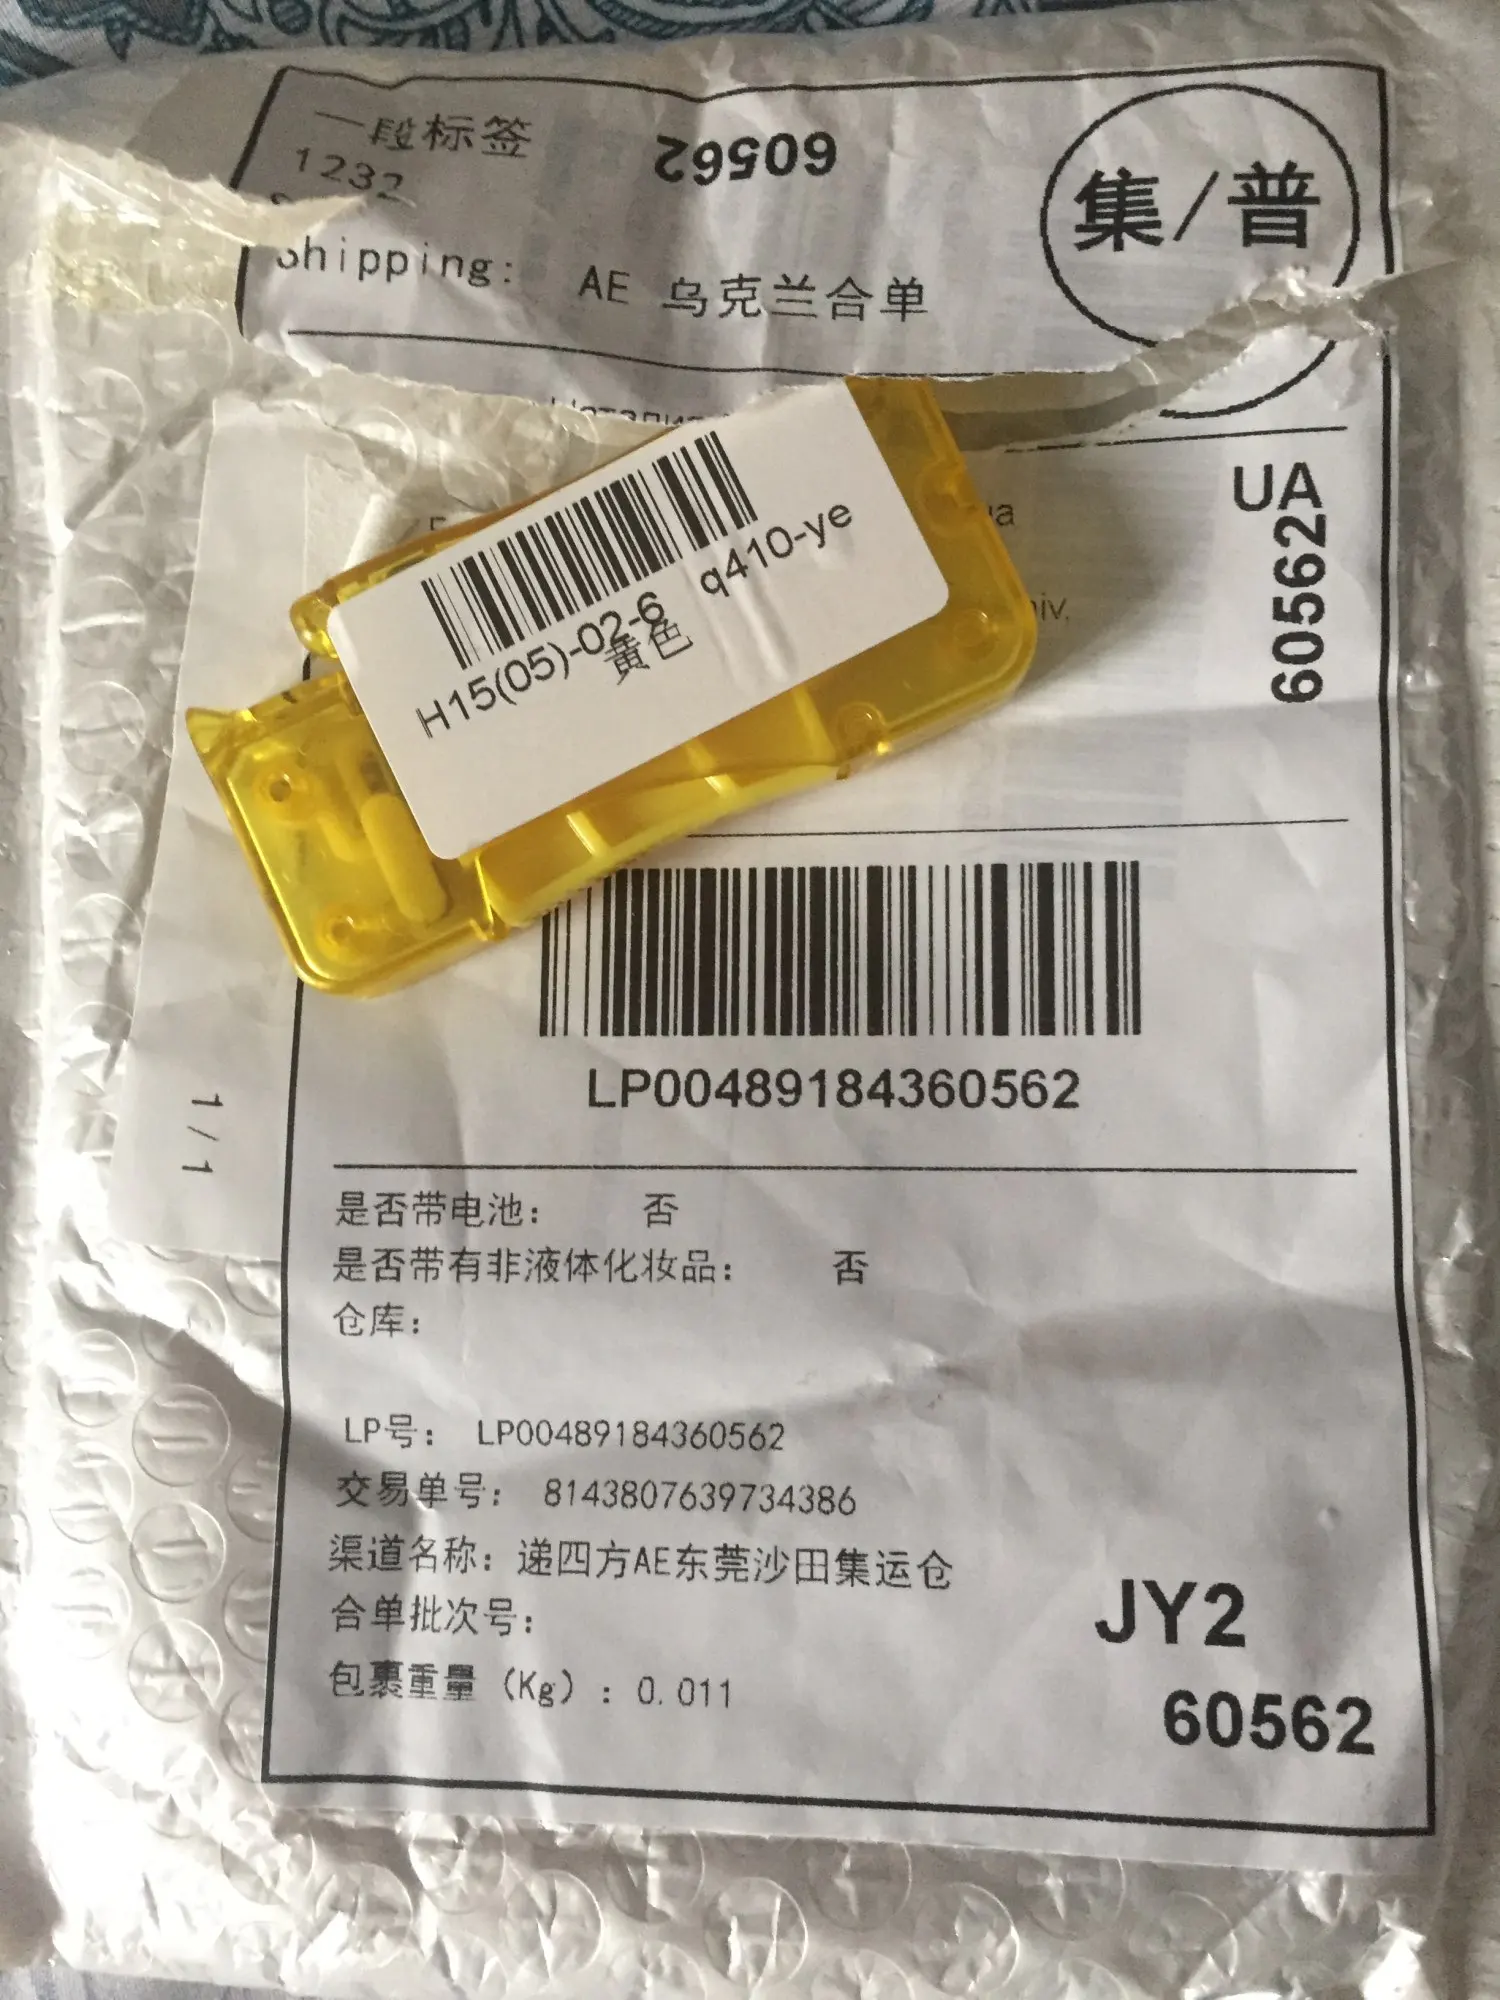 一段标签
60562
1232
集/普
Shipping: AE 乌克兰合单
UA
60562
q410-ye
H15(05)-02-6
黄色
LP00489184360562
1/1
是否带电池: 否
是否带有非液体化妆品: 否
仓库:
LP号: LP00489184360562
交易单号: 8143807639734386
渠道名称: 递四方AE东莞沙田集运仓
合单批次号:
JY2
包裹重量 (Kg) : 0.011
60562